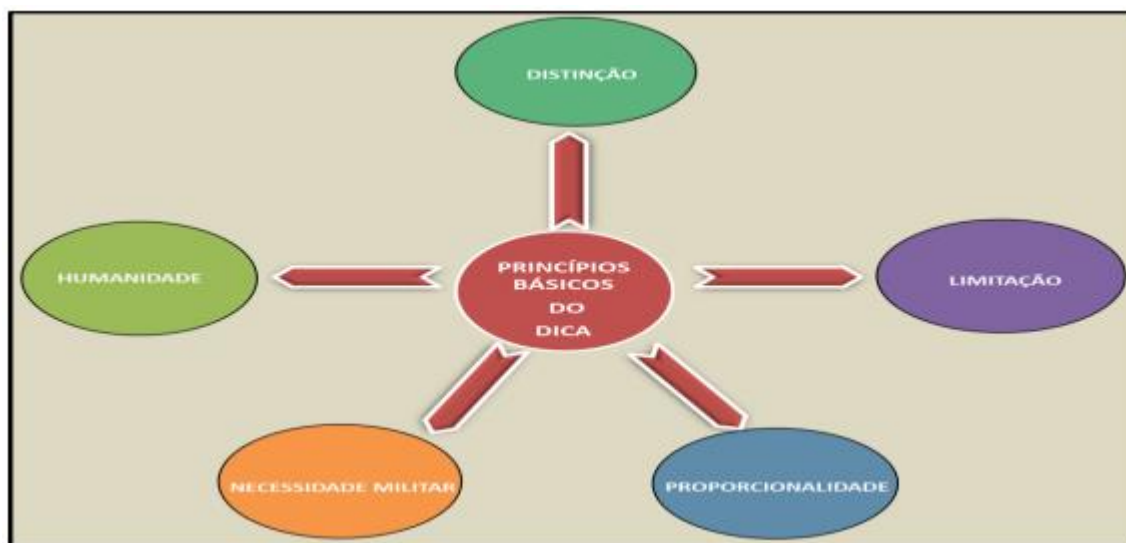 DISTINÇÃO
HUMANIDADE
PRINCÍPIOS
BÁSICOS
DO
DICA
LIMITAÇÃO
NECESSIDADE MILITAR
PROPORCIONALIDADE